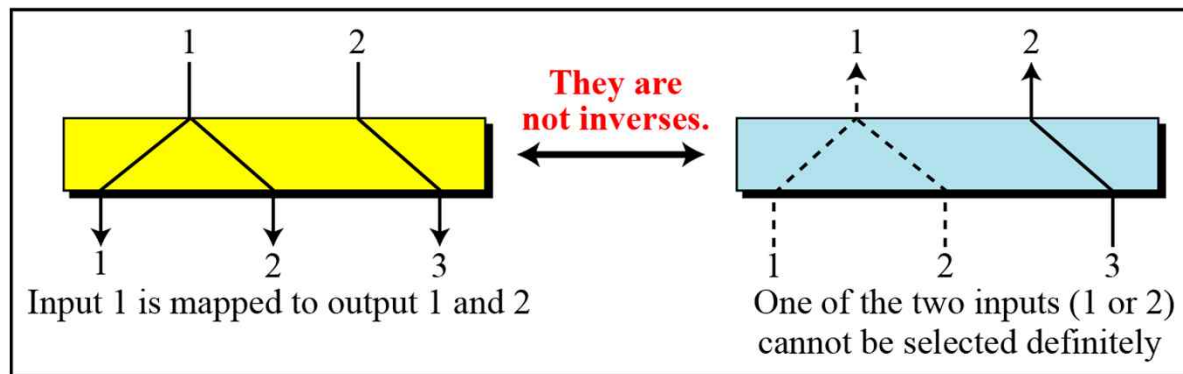 1 2
1 2 3
Input 1 is mapped to output 1 and 2
They are
not inverses.
1 2
1 2 3
One of the two inputs (1 or 2)
cannot be selected definitely